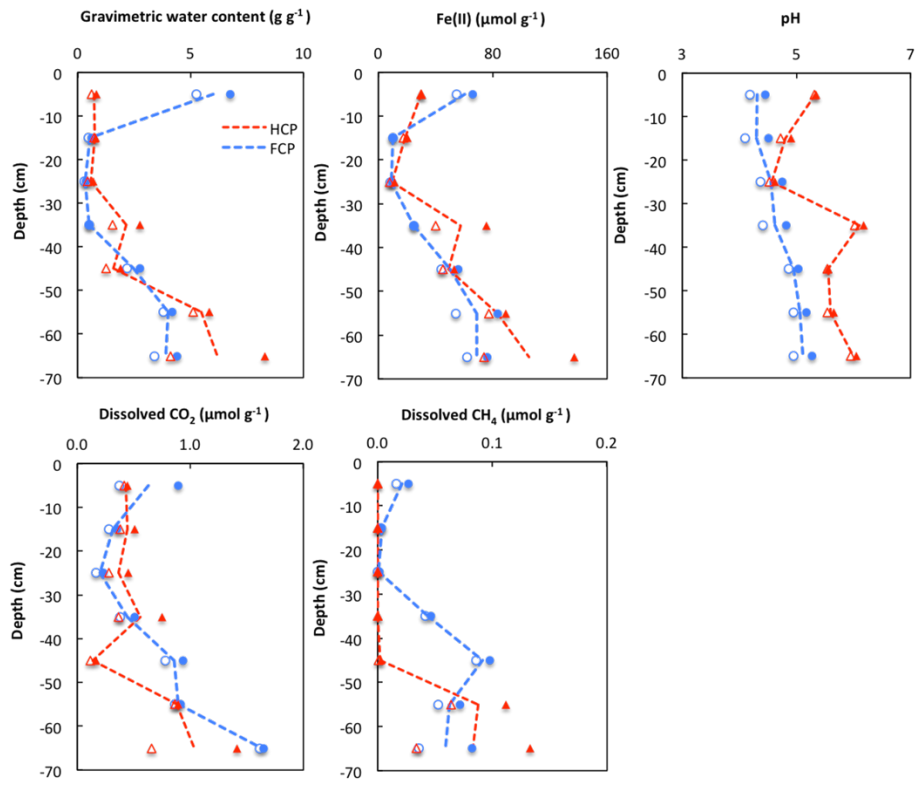 Gravimetric water content (g g⁻¹)
0 5 10
0
-10
-20
-30
-40
-50
-60
-70
Depth (cm)
HCP
FCP
Fe(II) (μmol g⁻¹)
0 80 160
0
-10
-20
-30
-40
-50
-60
-70
Depth (cm)
pH
3 5 7
0
-10
-20
-30
-40
-50
-60
-70
Depth (cm)
Dissolved CO₂ (μmol g⁻¹)
0.0 1.0 2.0
0
-10
-20
-30
-40
-50
-60
-70
Depth (cm)
Dissolved CH₄ (μmol g⁻¹)
0.0 0.1 0.2
0
-10
-20
-30
-40
-50
-60
-70
Depth (cm)